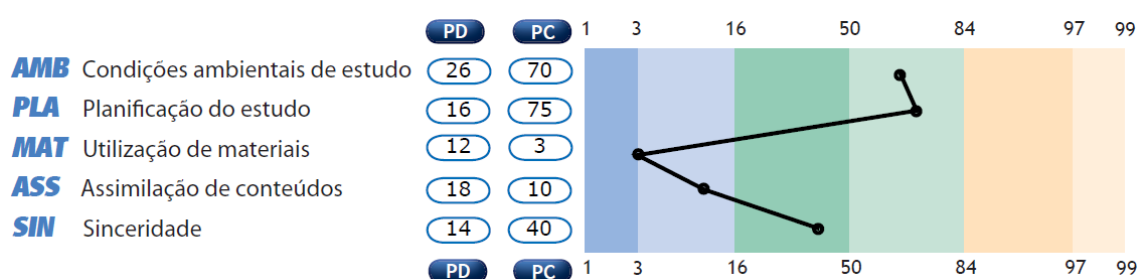 PD PC 1 3 16 50 84 97 99
AMB Condições ambientais de estudo 26 70
PLA Planificação do estudo 16 75
MAT Utilização de materiais 12 3
ASS Assimilação de conteúdos 18 10
SIN Sinceridade 14 40
PD PC 1 3 16 50 84 97 99